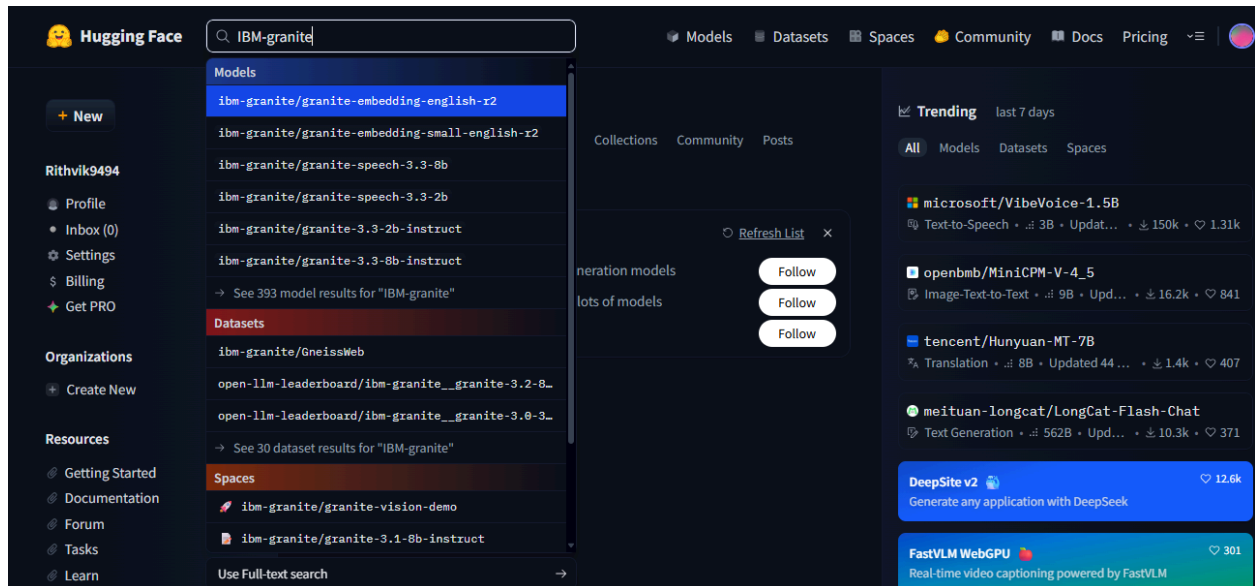 Hugging Face
IBM-granite
Models
Datasets
Spaces
Community
Docs
Pricing
+ New
Rithvik9494
Profile
Inbox (0)
Settings
Billing
Get PRO
Organizations
Create New
Resources
Getting Started
Documentation
Forum
Tasks
Learn
Models
ibm-granite/granite-embedding-english-r2
ibm-granite/granite-embedding-small-english-r2
ibm-granite/granite-speech-3.3-8b
ibm-granite/granite-speech-3.3-2b
ibm-granite/granite-3.3-2b-instruct
ibm-granite/granite-3.3-8b-instruct
→ See 393 model results for "IBM-granite"
Datasets
ibm-granite/GneissWeb
open-llm-leaderboard/ibm-granite__granite-3.2-8…
open-llm-leaderboard/ibm-granite__granite-3.0-3…
→ See 30 dataset results for "IBM-granite"
Spaces
ibm-granite/granite-vision-demo
ibm-granite/granite-3.1-8b-instruct
Use Full-text search →
Collections Community Posts
Refresh List ×
neration models
Follow
lots of models
Follow
Follow
Trending last 7 days
All Models Datasets Spaces
microsoft/VibeVoice-1.5B
Text-to-Speech • 3B • Updat… • 150k • 1.31k
openbmb/MiniCPM-V-4_5
Image-Text-to-Text • 9B • Upd… • 16.2k • 841
tencent/Hunyuan-MT-7B
Translation • 8B • Updated 44 … • 1.4k • 407
meituan-longcat/LongCat-Flash-Chat
Text Generation • 562B • Upd… • 10.3k • 371
DeepSite v2 12.6k
Generate any application with DeepSeek
FastVLM WebGPU 301
Real-time video captioning powered by FastVLM